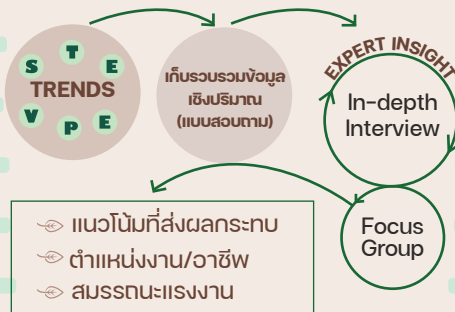 S T E
TRENDS
V P E
เก็บรวบรวมข้อมูล
เชิงปริมาณ
(แบบสอบถาม)
EXPERT INSIGHT
In-depth
Interview
Focus
Group
แนวโน้มที่ส่งผลกระทบ
ตำแหน่งงาน/อาชีพ
สมรรถนะแรงงาน